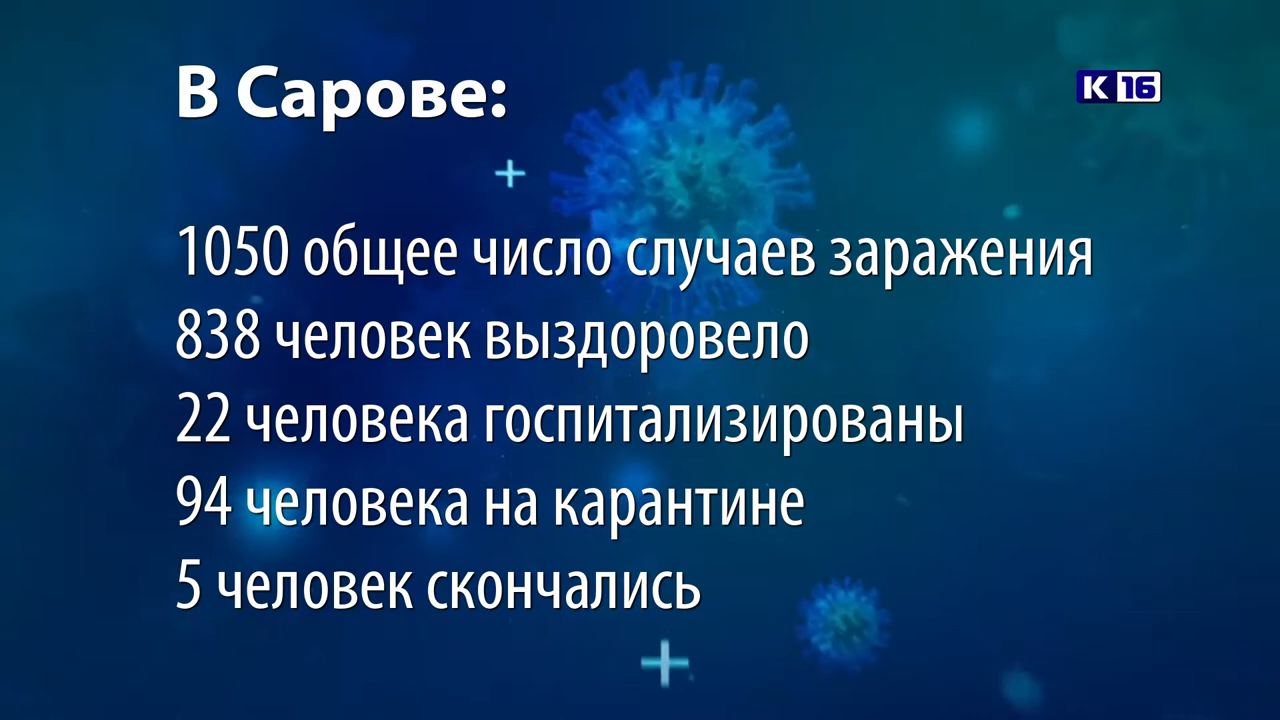 В Сарове:
К 16
1050 общее число случаев заражения
838 человек выздоровело
22 человека госпитализированы
94 человека на карантине
5 человек скончались